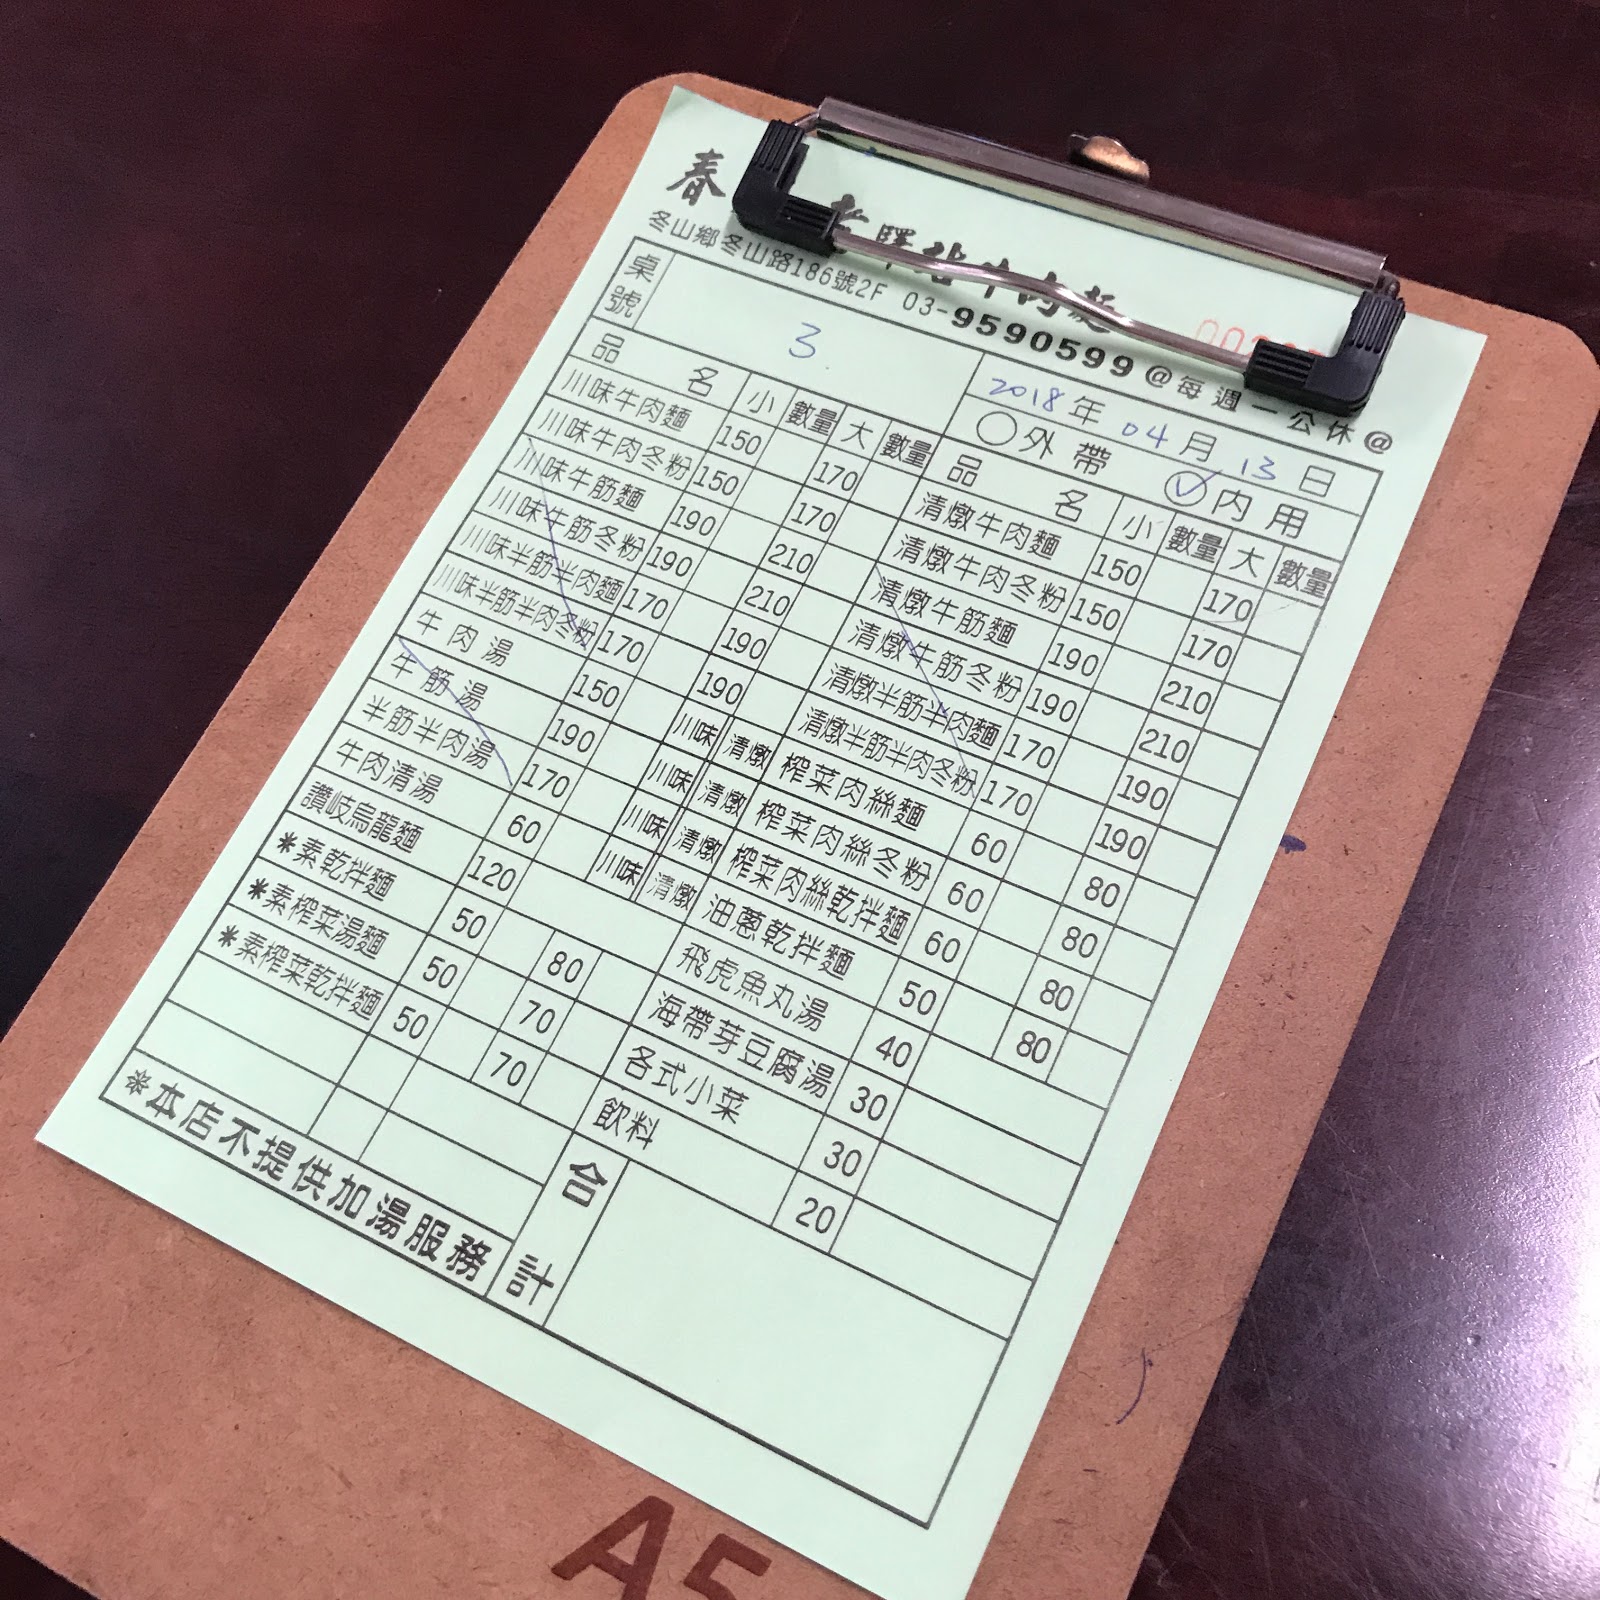 春 老驛站牛肉麵
冬山鄉冬山路186號2F 03-9590599 @每週一公休@
桌號 3 2018年 04月 13日
○外帶 ✓內用
品名 小 數量 大 數量 品名 小 數量 大 數量
川味牛肉麵 150 170 清燉牛肉麵 150 170
川味牛肉冬粉 150 170 清燉牛肉冬粉 150 170
川味牛筋麵 190 210 清燉牛筋麵 190 210
川味牛筋冬粉 190 210 清燉牛筋冬粉 190 210
川味半筋半肉麵 170 190 清燉半筋半肉麵 170 190
川味半筋半肉冬粉 170 190 清燉半筋半肉冬粉 170 190
牛肉湯 150 川味 清燉 榨菜肉絲麵 60 80
牛筋湯 190 川味 清燉 榨菜肉絲冬粉 60 80
半筋半肉湯 170 川味 清燉 榨菜肉絲乾拌麵 60 80
牛肉清湯 60 川味 清燉 油蔥乾拌麵 50 80
讚岐烏龍麵 120 飛虎魚丸湯 40
*素乾拌麵 50 80 海帶芽豆腐湯 30
*素榨菜湯麵 50 70 各式小菜 30
*素榨菜乾拌麵 50 70 飲料 20
合計
*本店不提供加湯服務
A5